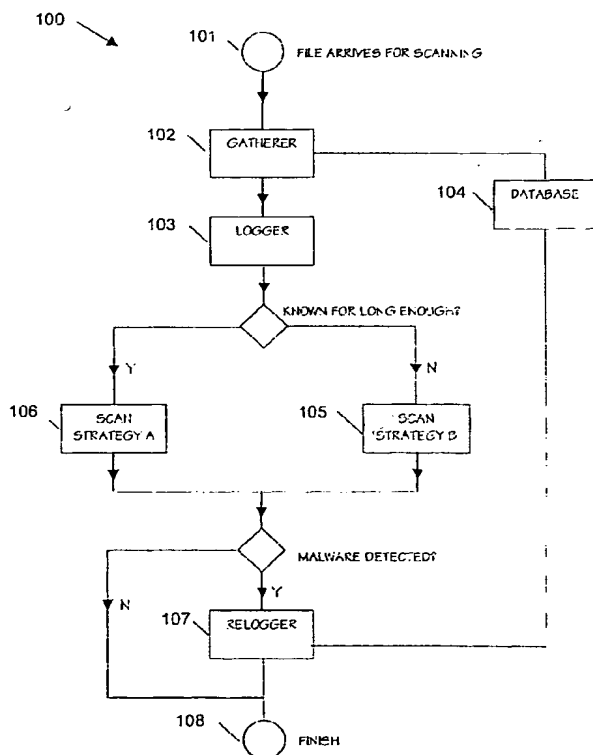 100
101
FILE ARRIVES FOR SCANNING
102
GATHERER
104
DATABASE
103
LOGGER
KNOWN FOR LONG ENOUGH?
Y
N
106
SCAN
STRATEGY A
105
SCAN
STRATEGY B
MALWARE DETECTED?
N
Y
107
RELOGGER
108
FINISH